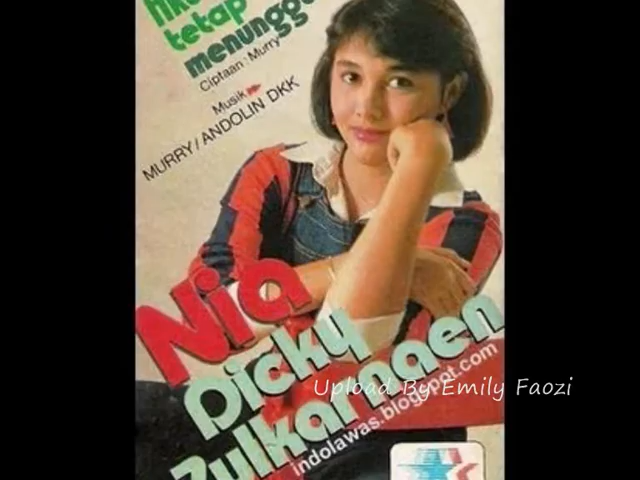 tetap
menunggu
Ciptaan : Murry
Musik
MURRY / ANDOLIN DKK
Nia
Dicky
Zulkarnaen
indolawas.blogspot.com
Upload By Emily Faozi